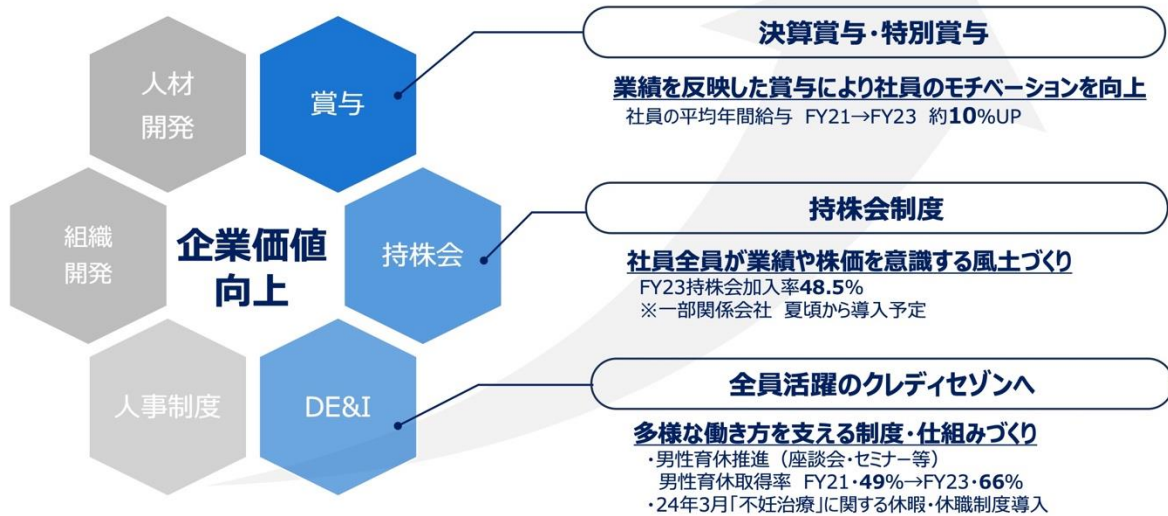 人材
開発
賞与
組織
開発
企業価値
向上
持株会
人事制度
DE&I
決算賞与・特別賞与
業績を反映した賞与により社員のモチベーションを向上
社員の平均年間給与 FY21→FY23 約10%UP
持株会制度
社員全員が業績や株価を意識する風土づくり
FY23持株会加入率48.5%
※一部関係会社 夏頃から導入予定
全員活躍のクレディセゾンへ
多様な働き方を支える制度・仕組みづくり
・男性育休推進（座談会・セミナー等）
男性育休取得率 FY21・49%→FY23・66%
・24年3月「不妊治療」に関する休暇・休職制度導入